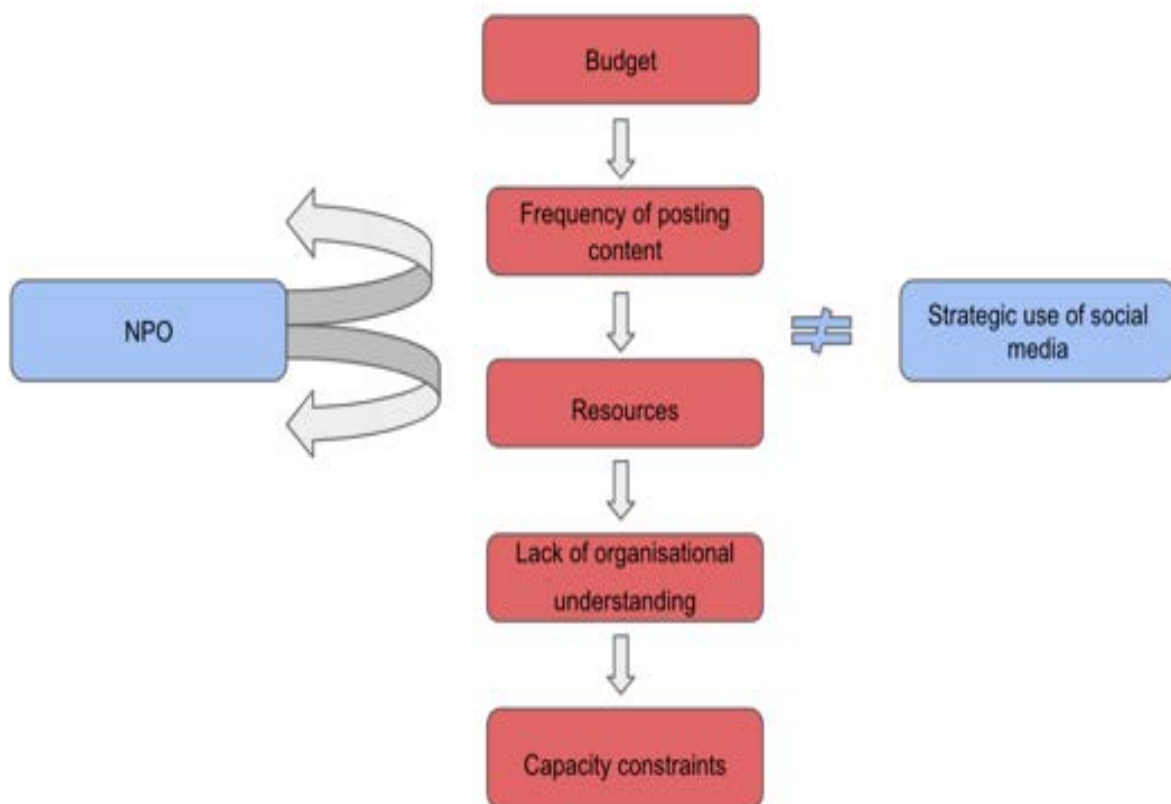 Budget
Frequency of posting
content
NPO
Strategic use of social
media
Resources
Lack of organisational
understanding
Capacity constraints